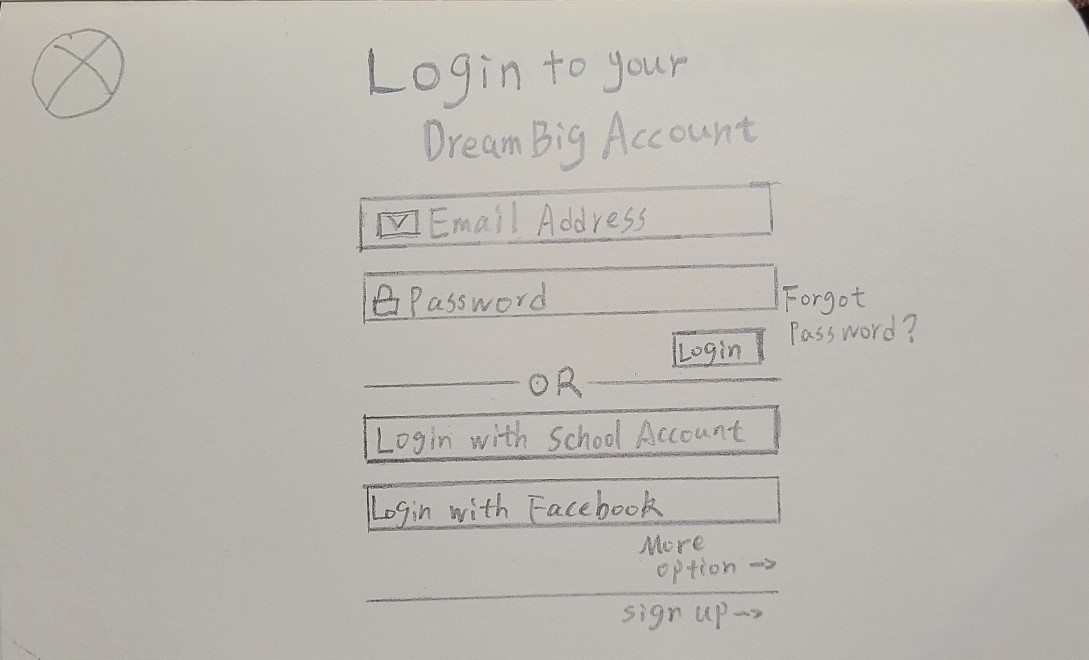 Login to your
DreamBig Account
Email Address
Password
Forgot
Password?
Login
OR
Login with School Account
Login with Facebook
More
option →
sign up →